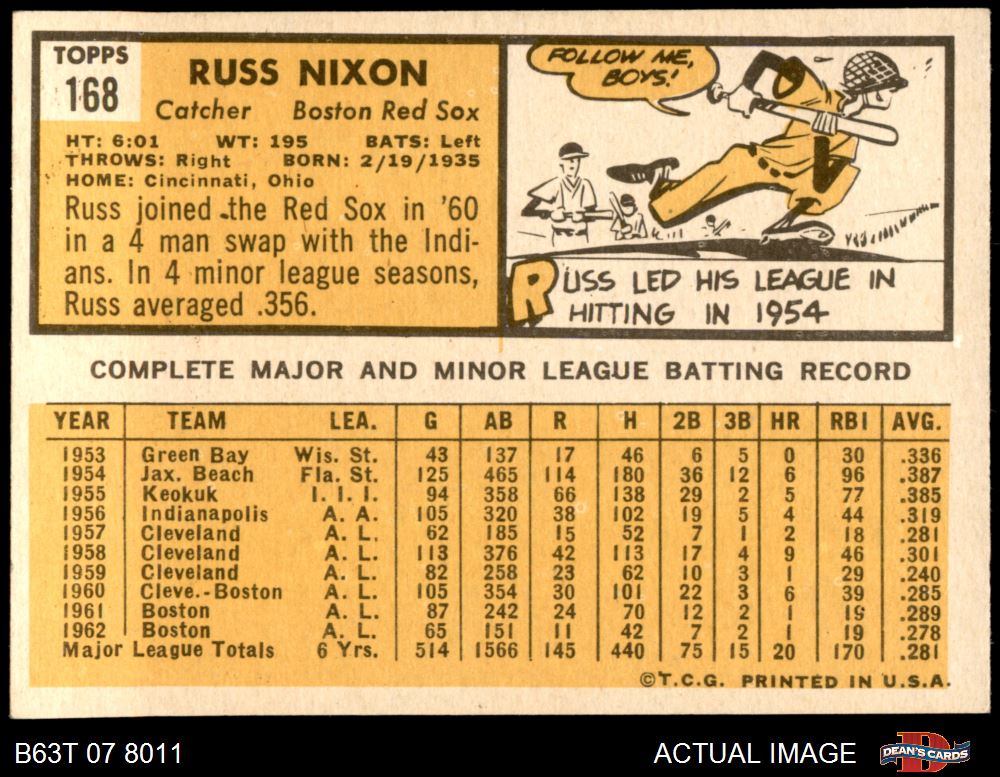 TOPPS
168
RUSS NIXON
Catcher Boston Red Sox
HT: 6:01 WT: 195 BATS: Left
THROWS: Right BORN: 2/19/1935
HOME: Cincinnati, Ohio
Russ joined the Red Sox in '60
in a 4 man swap with the Indi-
ans. In 4 minor league seasons,
Russ averaged .356.
FOLLOW ME,
BOYS!
RUSS LED HIS LEAGUE IN
HITTING IN 1954
COMPLETE MAJOR AND MINOR LEAGUE BATTING RECORD
YEAR TEAM LEA. G AB R H 2B 3B HR RBI AVG.
1953 Green Bay Wis. St. 43 137 17 46 6 5 0 30 .336
1954 Jax. Beach Fla. St. 125 465 114 180 36 12 6 96 .387
1955 Keokuk I. I. I. 94 358 66 138 29 2 5 77 .385
1956 Indianapolis A. A. 105 320 38 102 19 5 4 44 .319
1957 Cleveland A. L. 62 185 15 52 7 1 2 18 .281
1958 Cleveland A. L. 113 376 42 113 17 4 9 46 .301
1959 Cleveland A. L. 82 258 23 62 10 3 1 29 .240
1960 Cleve.-Boston A. L. 105 354 30 101 22 3 6 39 .285
1961 Boston A. L. 87 242 24 70 12 2 1 19 .289
1962 Boston A. L. 65 151 11 42 7 2 1 19 .278
Major League Totals 6 Yrs. 514 1566 145 440 75 15 20 170 .281
©T.C.G. PRINTED IN U.S.A.
B63T 07 8011
ACTUAL IMAGE
DEAN'S CARDS